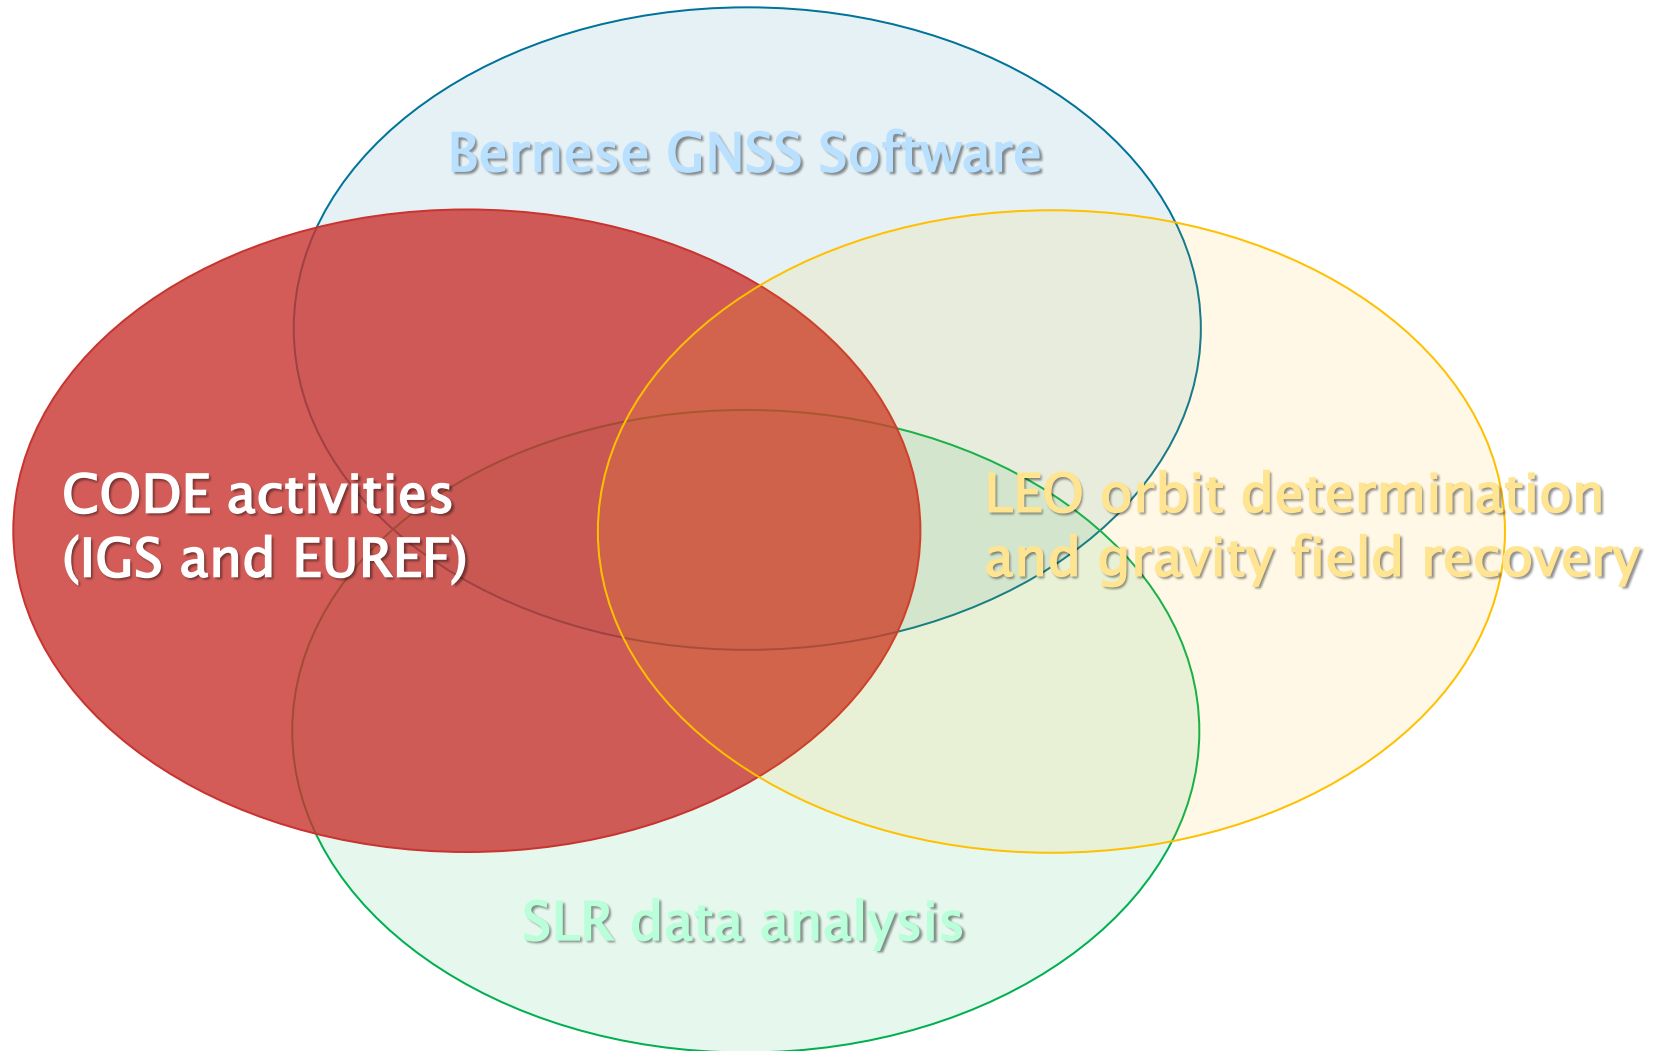 Bernese GNSS Software
CODE activities
(IGS and EUREF)
LEO orbit determination
and gravity field recovery
SLR data analysis